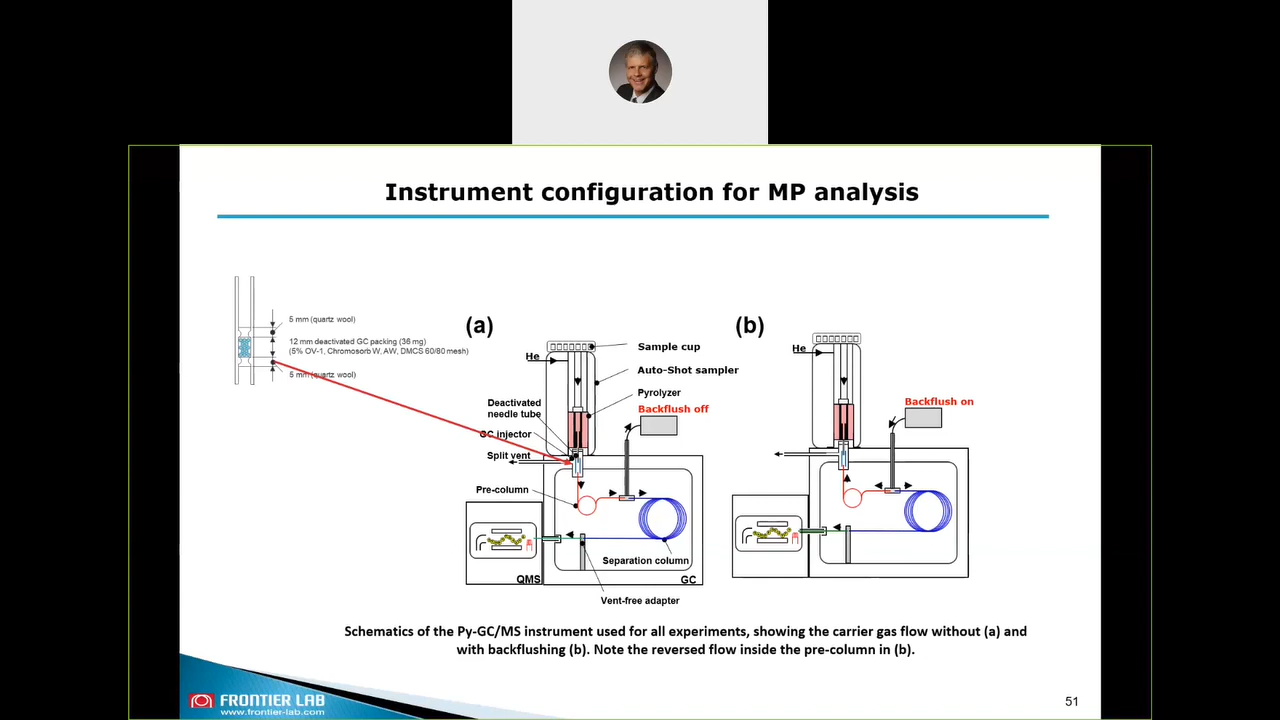 Instrument configuration for MP analysis
5 mm (quartz wool)
12 mm deactivated GC packing (36 mg)
(5% OV-1, Chromosorb W, AW, DMCS 60/80 mesh)
5 mm (quartz wool)
(a)
He
Sample cup
Auto-Shot sampler
Pyrolyzer
Backflush off
Deactivated
needle tube
GC injector
Split vent
Pre-column
Separation column
QMS
GC
Vent-free adapter
(b)
He
Backflush on
Schematics of the Py-GC/MS instrument used for all experiments, showing the carrier gas flow without (a) and
with backflushing (b). Note the reversed flow inside the pre-column in (b).
FRONTIER LAB
www.frontier-lab.com
51